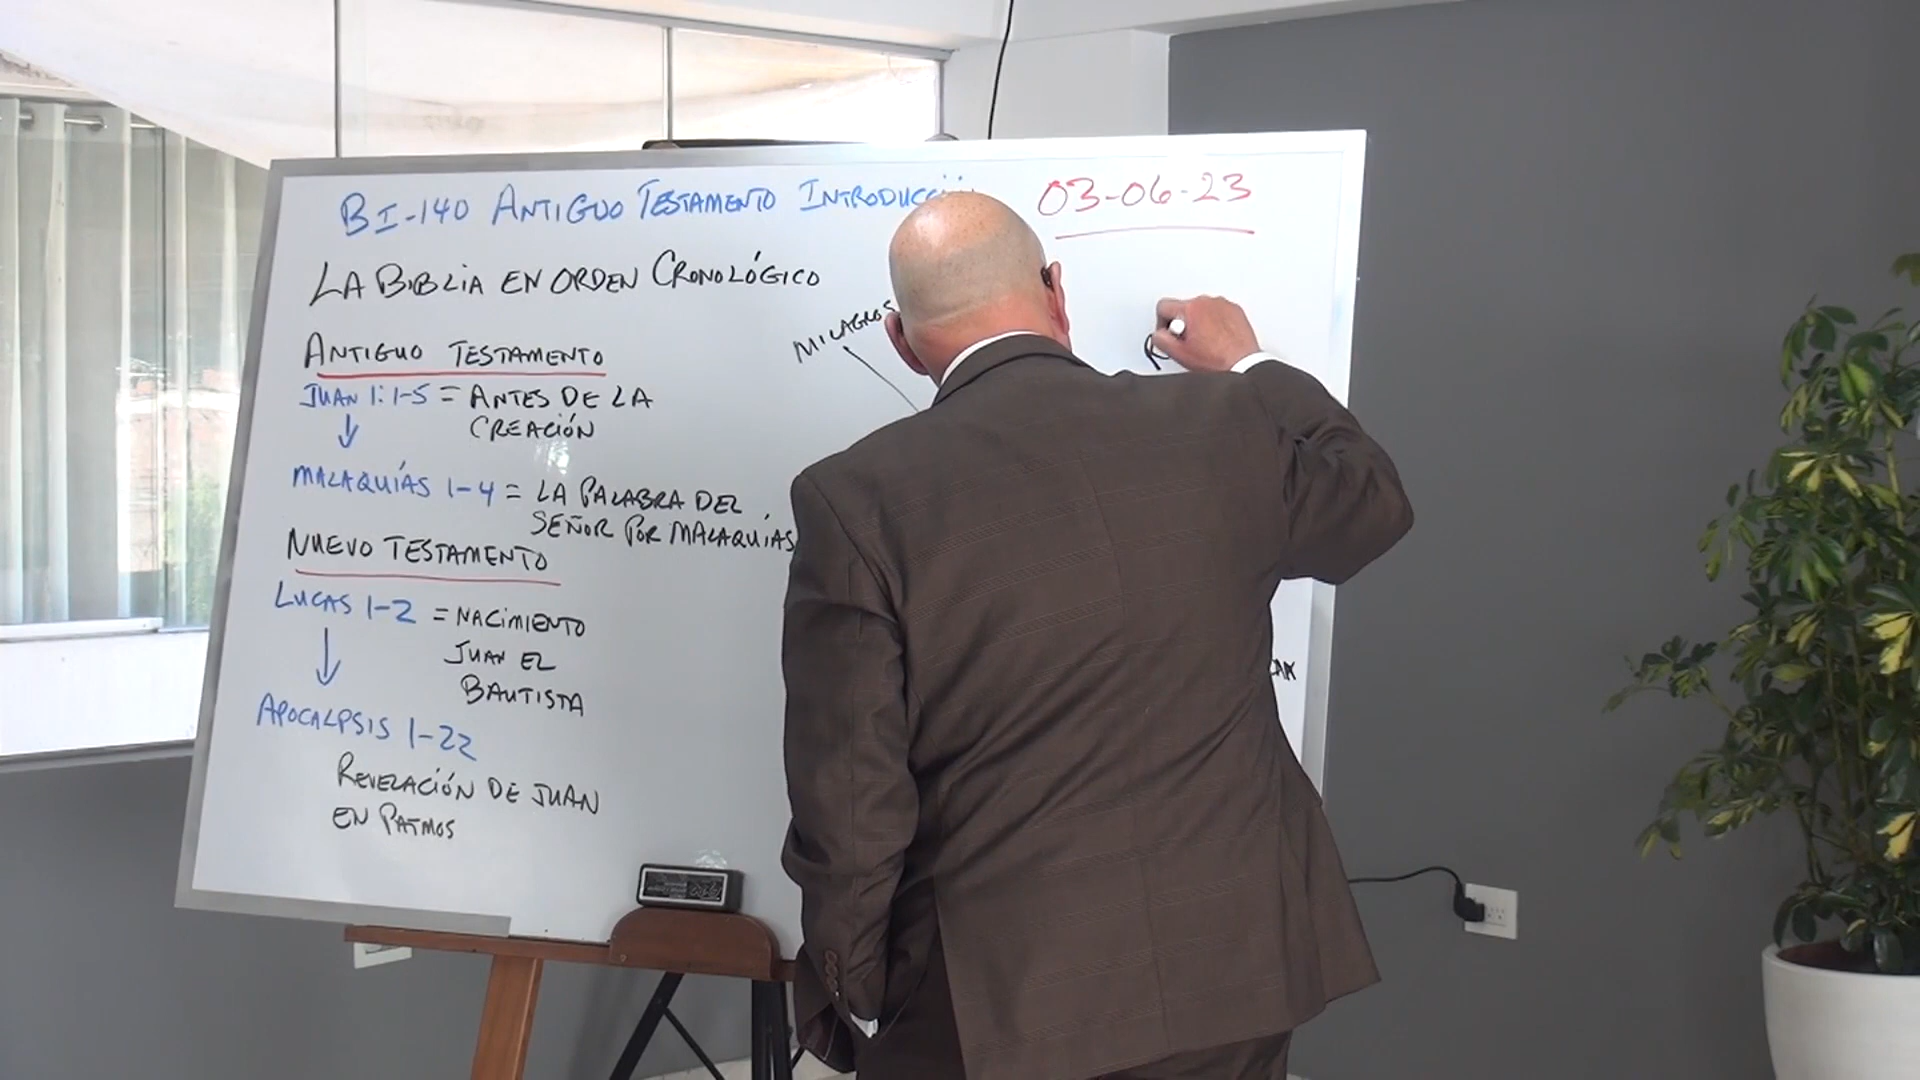 BI-140 ANTIGUO TESTAMENTO
03-06-23
LA BIBLIA EN ORDEN CRONOLÓGICO
MILAGROS
ANTIGUO TESTAMENTO
JUAN 1:1-5 = ANTES DE LA
CREACIÓN
MALAQUÍAS 1-4 = LA PALABRA DEL
SEÑOR POR MALAQUÍAS
NUEVO TESTAMENTO
LUCAS 1-2 = NACIMIENTO
JUAN EL
BAUTISTA
APOCALPSIS 1-22
REVELACIÓN DE JUAN
EN PATMOS